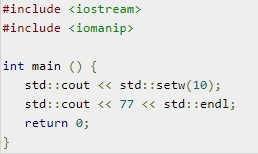 #include <iostream>
#include <iomanip>
int main () {
std::cout << std::setw(10);
std::cout << 77 << std::endl;
return 0;
}